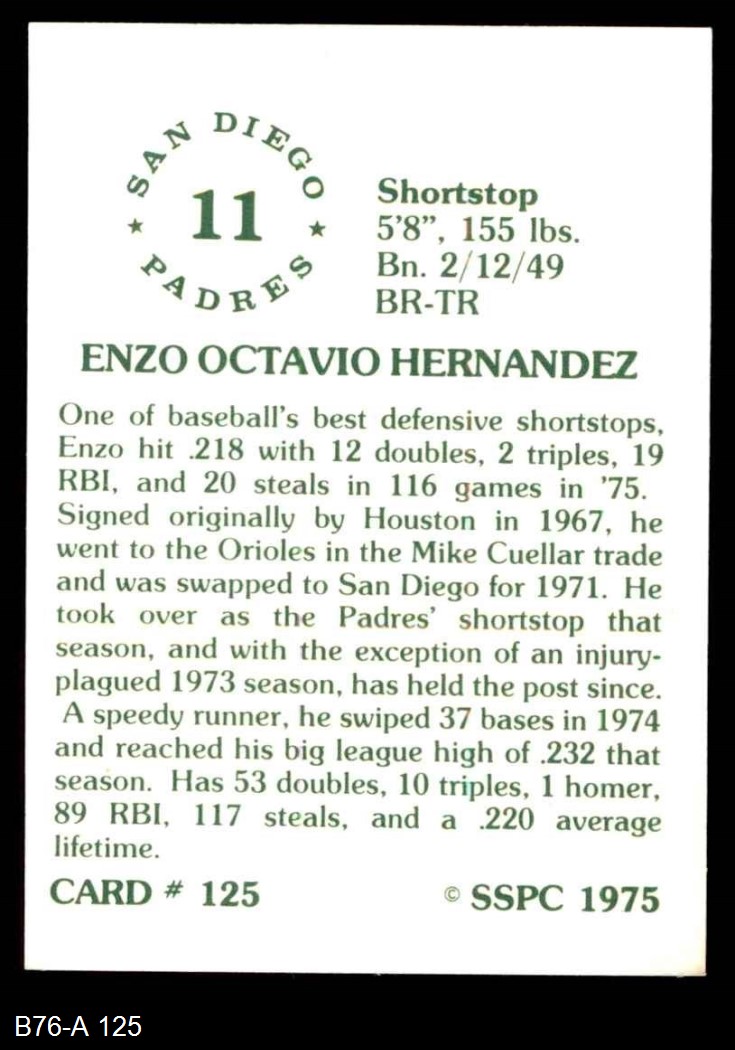 SAN DIEGO
★ 11 ★
PADRES
Shortstop
5'8”, 155 lbs.
Bn. 2/12/49
BR-TR
ENZO OCTAVIO HERNANDEZ
One of baseball's best defensive shortstops,
Enzo hit .218 with 12 doubles, 2 triples, 19
RBI, and 20 steals in 116 games in '75.
Signed originally by Houston in 1967, he
went to the Orioles in the Mike Cuellar trade
and was swapped to San Diego for 1971. He
took over as the Padres' shortstop that
season, and with the exception of an injury-
plagued 1973 season, has held the post since.
A speedy runner, he swiped 37 bases in 1974
and reached his big league high of .232 that
season. Has 53 doubles, 10 triples, 1 homer,
89 RBI, 117 steals, and a .220 average
lifetime.
CARD # 125
© SSPC 1975
B76-A 125